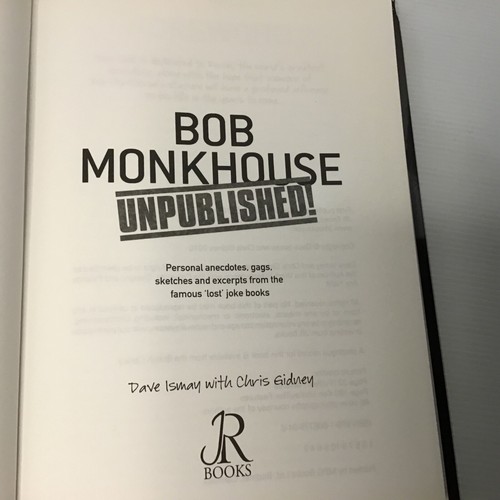 BOB
MONKHOUSE
UNPUBLISHED!
Personal anecdotes, gags,
sketches and excerpts from the
famous 'lost' joke books
Dave Ismay with Chris Gidney
JR
BOOKS